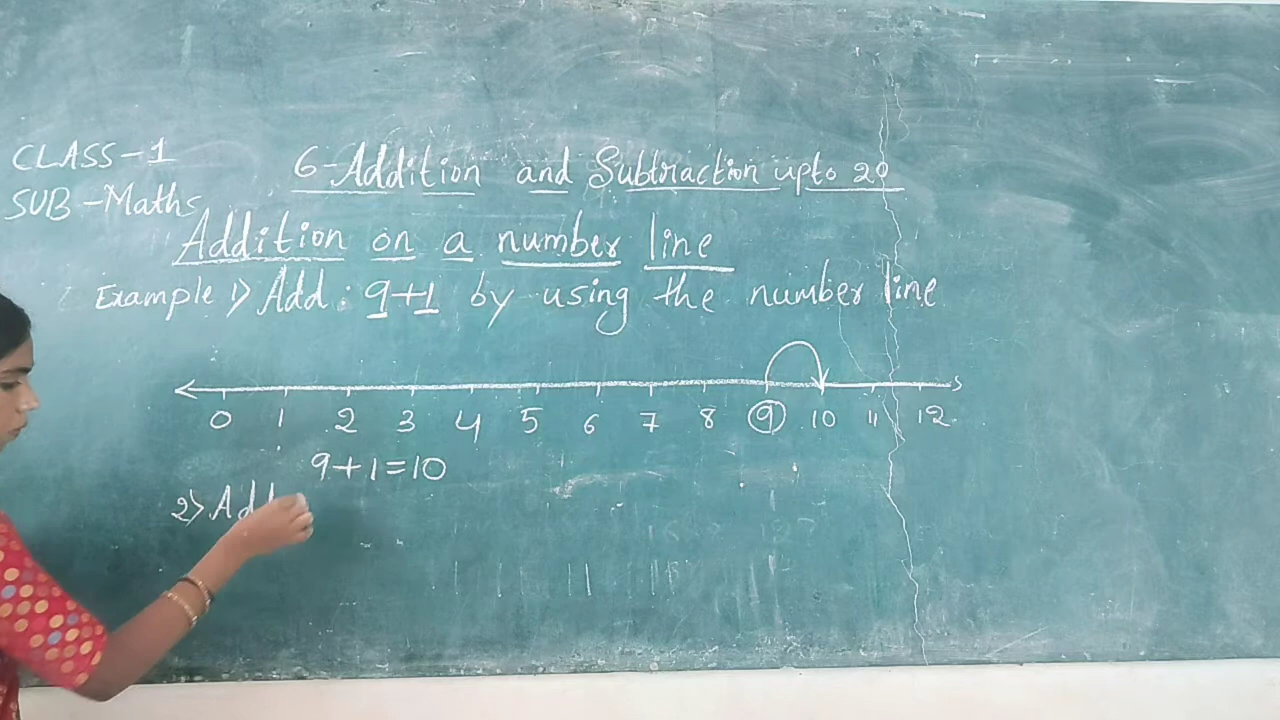 CLASS-1
6-Addition and Subtraction upto 20
SUB-Maths
Addition on a number line
Example 1> Add: 9+1 by using the number line
0 1 2 3 4 5 6 7 8 9 10 11 12
9+1=10
2> Add